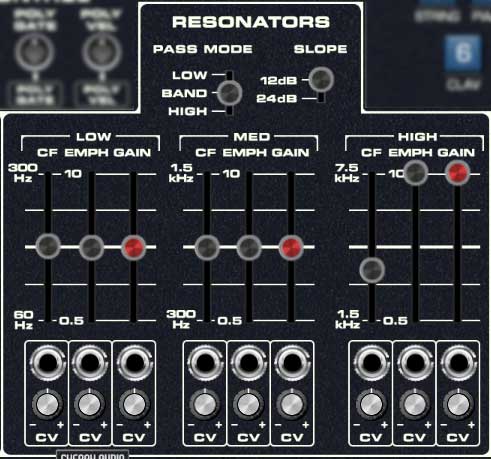 POLY
GATE
POLY
VEL
POLY
GATE
POLY
VEL
STRING
6
CLAV
RESONATORS
PASS MODE
SLOPE
LOW
BAND
HIGH
12dB
24dB
LOW
CF EMPH GAIN
300
Hz
10
60
Hz
0.5
MED
CF EMPH GAIN
1.5
kHz
10
300
Hz
0.5
HIGH
CF EMPH GAIN
7.5
kHz
10
1.5
kHz
0.5
- + - + - +
CV CV CV
- + - + - +
CV CV CV
- + - + - +
CV CV CV